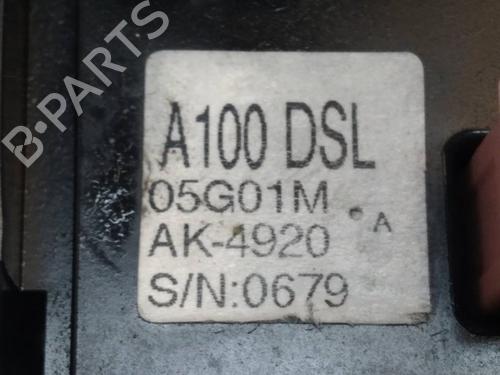 B-PARTS
A100 DSL
05G01M
A
AK-4920
S/N:0679